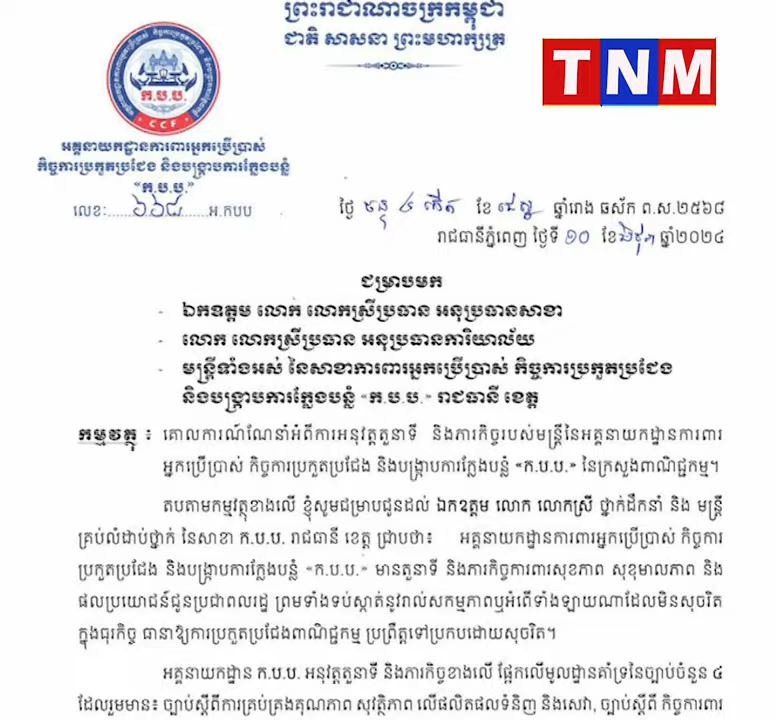 ព្រះរាជាណាចក្រកម្ពុជា
ជាតិ សាសនា ព្រះមហាក្សត្រ
TNM
ក.ប.ប.
CCF
អគ្គនាយកដ្ឋានការពារអ្នកប្រើប្រាស់
កិច្ចការប្រកួតប្រជែង និងបង្ក្រាបការក្លែងបន្លំ
“ក.ប.ប.”
លេខ:......៦៦៨......អ.កបប
ថ្ងៃ ចន្ទ ៤ កើត ខែ ជេស្ឋ ឆ្នាំរោង ឆស័ក ព.ស.២៥៦៨
រាជធានីភ្នំពេញ ថ្ងៃទី ១០ ខែ មិថុនា ឆ្នាំ២០២៤
ជម្រាបមក
- ឯកឧត្តម លោក លោកស្រីប្រធាន អនុប្រធានសាខា
- លោក លោកស្រីប្រធាន អនុប្រធានការិយាល័យ
- មន្ត្រីទាំងអស់ នៃសាខាការពារអ្នកប្រើប្រាស់ កិច្ចការប្រកួតប្រជែង
និងបង្ក្រាបការក្លែងបន្លំ «ក.ប.ប.» រាជធានី ខេត្ត
កម្មវត្ថុ ៖ គោលការណ៍ណែនាំអំពីការអនុវត្តតួនាទី និងភារកិច្ចរបស់មន្ត្រីនៃអគ្គនាយកដ្ឋានការពារ
អ្នកប្រើប្រាស់ កិច្ចការប្រកួតប្រជែង និងបង្ក្រាបការក្លែងបន្លំ «ក.ប.ប.» នៃក្រសួងពាណិជ្ជកម្ម។
តបតាមកម្មវត្ថុខាងលើ ខ្ញុំសូមជម្រាបជូនដល់ ឯកឧត្តម លោក លោកស្រី ថ្នាក់ដឹកនាំ និង មន្ត្រី
គ្រប់លំដាប់ថ្នាក់ នៃសាខា ក.ប.ប. រាជធានី ខេត្ត ជ្រាបថា៖ អគ្គនាយកដ្ឋានការពារអ្នកប្រើប្រាស់ កិច្ចការ
ប្រកួតប្រជែង និងបង្ក្រាបការក្លែងបន្លំ «ក.ប.ប.» មានតួនាទី និងភារកិច្ចការពារសុខភាព សុខុមាលភាព និង
ផលប្រយោជន៍ជូនប្រជាពលរដ្ឋ ព្រមទាំងទប់ស្កាត់នូវរាល់សកម្មភាពឬអំពើទាំងឡាយណាដែលមិនសុចរិត
ក្នុងធុរកិច្ច ធានាឱ្យការប្រកួតប្រជែងពាណិជ្ជកម្ម ប្រព្រឹត្តទៅប្រកបដោយសុចរិត។
អគ្គនាយកដ្ឋាន ក.ប.ប. អនុវត្តតួនាទី និងភារកិច្ចខាងលើ ផ្អែកលើមូលដ្ឋានគាំទ្រនៃច្បាប់ចំនួន ៤
ដែលរួមមាន៖ ច្បាប់ស្តីពីការគ្រប់គ្រងគុណភាព សុវត្ថិភាព លើផលិតផលទំនិញ និងសេវា, ច្បាប់ស្តីពី កិច្ចការពារ